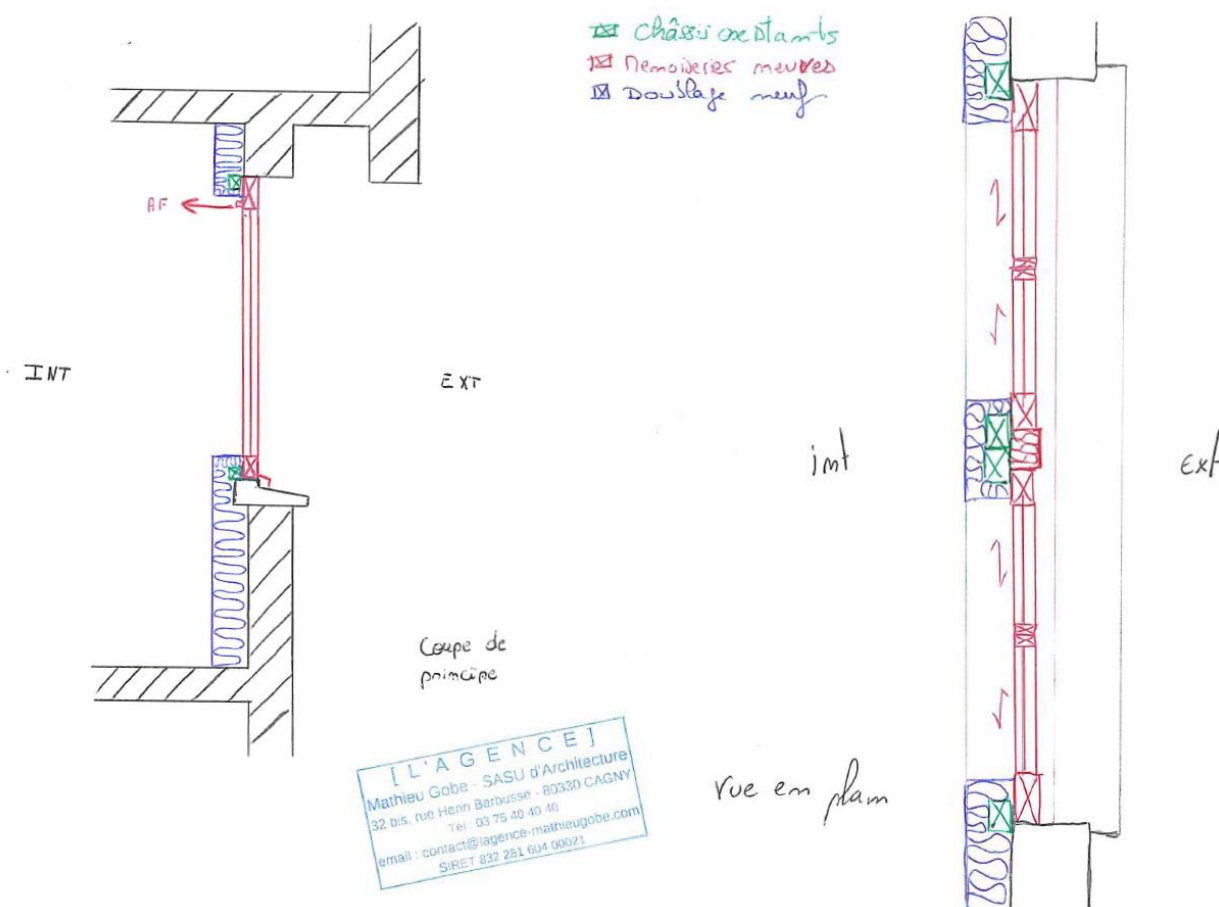 Châssis existants
Menuiseries neuves
Doublage neuf
AF
INT
EXT
int
Ext
Coupe de
principe
vue en plan
[ L'AGENCE ]
Mathieu Gobe - SASU d'Architecture
32 bis, rue Henri Barbusse - 80330 CAGNY
Tél : 03 75 40 40 40
email : contact@lagence-mathieugobe.com
SIRET 832 281 604 00021